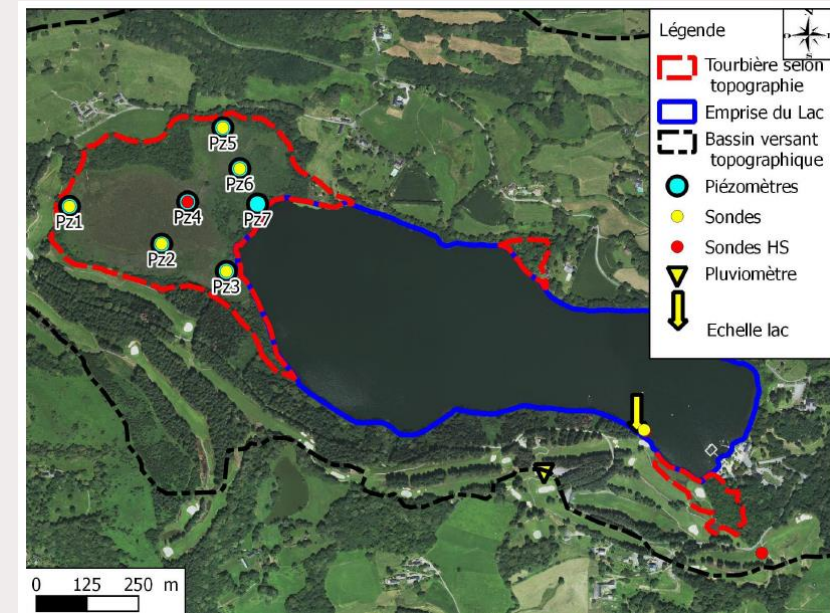 Légende
Tourbière selon
topographie
Emprise du Lac
Bassin versant
topographique
Piézomètres
Sondes
Sondes HS
Pluviomètre
Echelle lac
Pz5
Pz6
Pz1
Pz4
Pz7
Pz2
Pz3
0 125 250 m